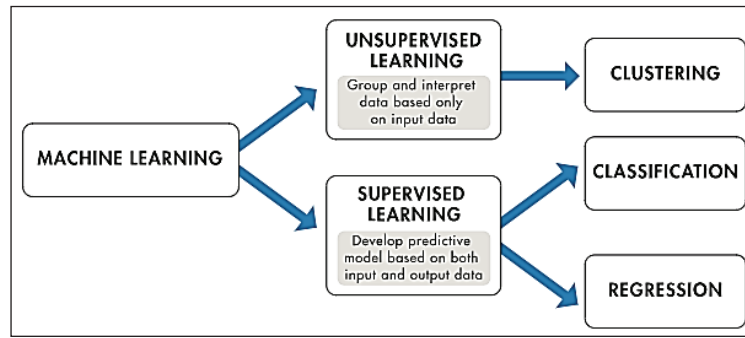 UNSUPERVISED
LEARNING
Group and interpret
data based only
on input data
CLUSTERING
MACHINE LEARNING
CLASSIFICATION
SUPERVISED
LEARNING
Develop predictive
model based on both
input and output data
REGRESSION